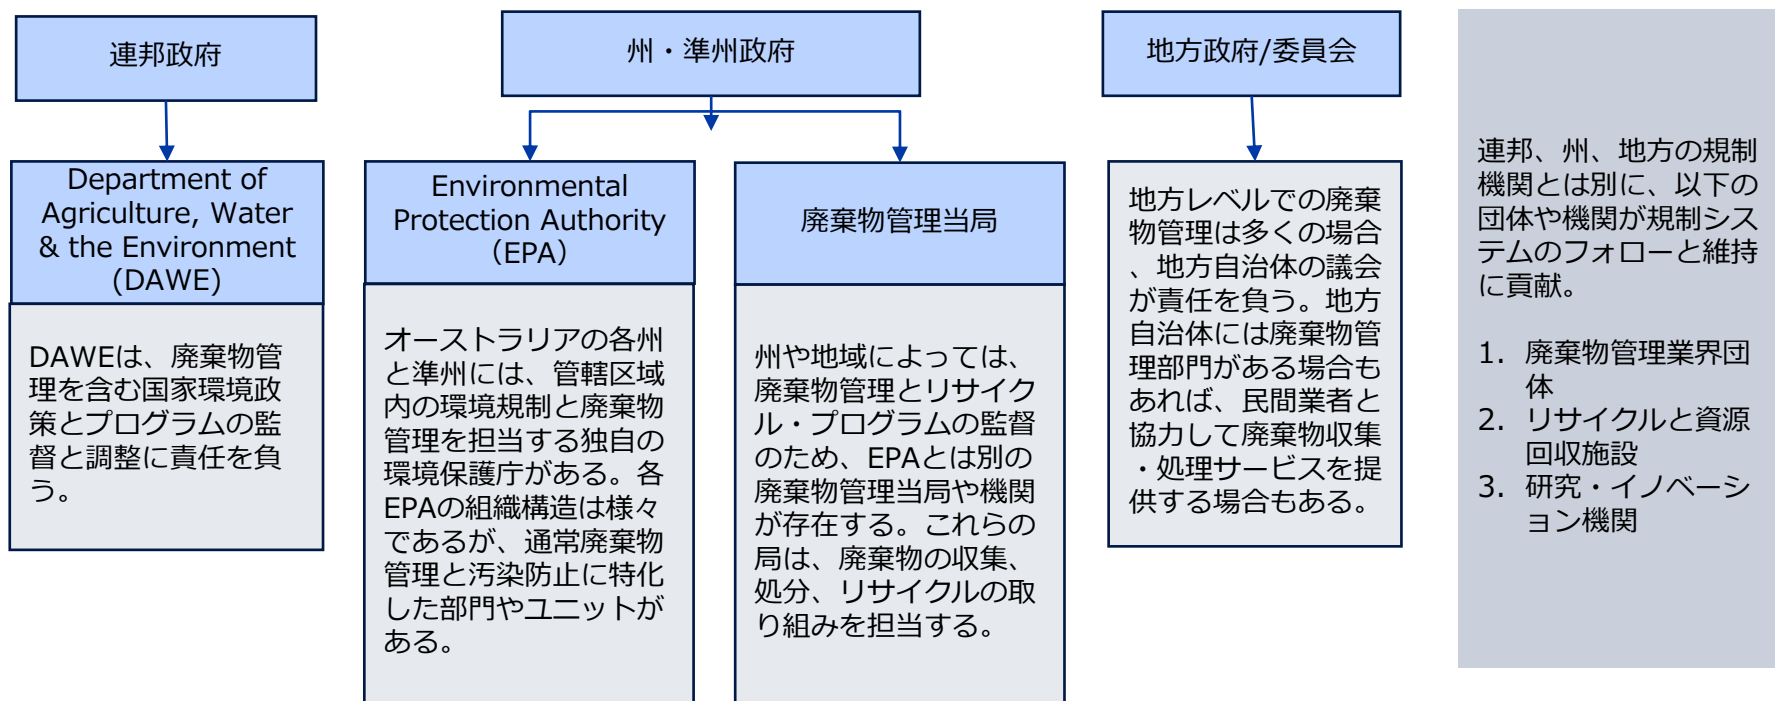 連邦政府
Department of
Agriculture, Water
& the Environment
(DAWE)
DAWEは、廃棄物管
理を含む国家環境政
策とプログラムの監
督と調整に責任を負
う。
州・準州政府
Environmental
Protection Authority
（EPA）
オーストラリアの各州
と準州には、管轄区域
内の環境規制と廃棄物
管理を担当する独自の
環境保護庁がある。各
EPAの組織構造は様々
であるが、通常廃棄物
管理と汚染防止に特化
した部門やユニットが
ある。
廃棄物管理当局
州や地域によっては、
廃棄物管理とリサイク
ル・プログラムの監督
のため、EPAとは別の
廃棄物管理当局や機関
が存在する。これらの
局は、廃棄物の収集、
処分、リサイクルの取
り組みを担当する。
地方政府/委員会
地方レベルでの廃棄
物管理は多くの場合
、地方自治体の議会
が責任を負う。地方
自治体には廃棄物管
理部門がある場合も
あれば、民間業者と
協力して廃棄物収集
・処理サービスを提
供する場合もある。
連邦、州、地方の規制
機関とは別に、以下の
団体や機関が規制シス
テムのフォローと維持
に貢献。
1. 廃棄物管理業界団
体
2. リサイクルと資源
回収施設
3. 研究・イノベーシ
ョン機関